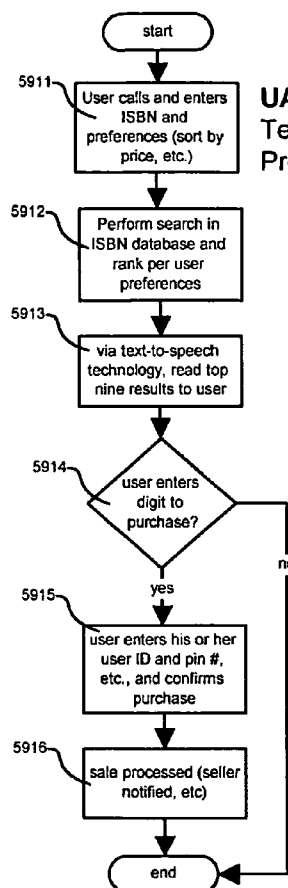 start
5911
User calls and enters
ISBN and
preferences (sort by
price, etc.)
5912
Perform search in
ISBN database and
rank per user
preferences
5913
via text-to-speech
technology, read top
nine results to user
5914
user enters
digit to
purchase?
yes
5915
user enters his or her
user ID and pin #,
etc., and confirms
purchase
5916
sale processed (seller
notified, etc)
end